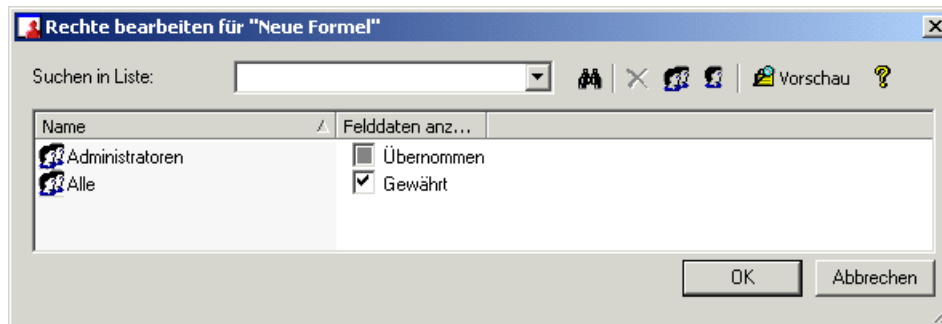 Rechte bearbeiten für "Neue Formel"
Suchen in Liste:
Vorschau
Name
Felddaten anz...
Administratoren
Übernommen
Alle
Gewährt
OK
Abbrechen